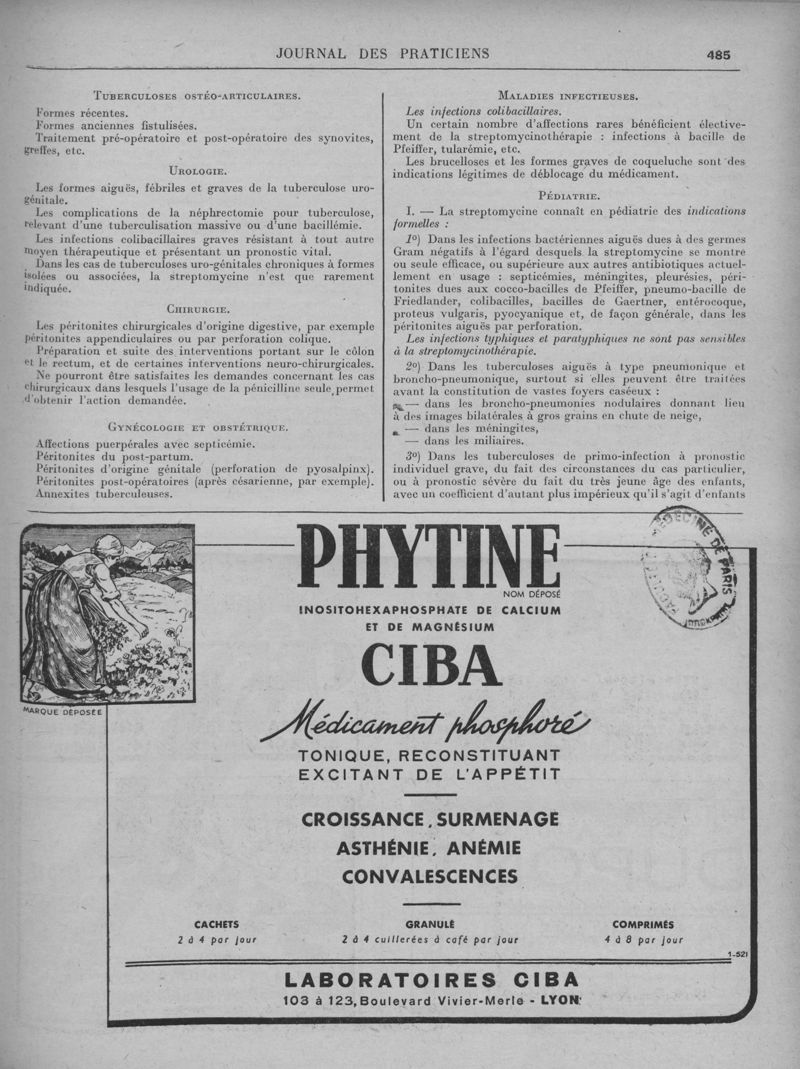 JOURNAL DES PRATICIENS
485
TUBERCULOSES OSTÉO-ARTICULAIRES.
Formes récentes.
Formes anciennes fistulisées.
Traitement pré-opératoire et post-opératoire des synovites,
greffes, etc.
UROLOGIE.
Les formes aiguës, fébriles et graves de la tuberculose uro-
génitale.
Les complications de la néphrectomie pour tuberculose,
relevant d'une tuberculisation massive ou d'une bacillémie.
Les infections colibacillaires graves résistant à tout autre
moyen thérapeutique et présentant un pronostic vital.
Dans les cas de tuberculoses uro-génitales chroniques à formes
isolées ou associées, la streptomycine n'est que rarement
indiquée.
CHIRURGIE.
Les péritonites chirurgicales d'origine digestive, par exemple
péritonites appendiculaires ou par perforation colique.
Préparation et suite des interventions portant sur le côlon
et le rectum, et de certaines interventions neuro-chirurgicales.
Ne pourront être satisfaites les demandes concernant les cas
chirurgicaux dans lesquels l'usage de la pénicilline seule permet
d'obtenir l'action demandée.
GYNÉCOLOGIE ET OBSTÉTRIQUE.
Affections puerpérales avec septicémie.
Péritonites du post-partum.
Péritonites d'origine génitale (perforation de pyosalpinx).
Péritonites post-opératoires (après césarienne, par exemple).
Annexites tuberculeuses.
MALADIES INFECTIEUSES.
Les injections colibacillaires.
Un certain nombre d'affections rares bénéficient élective-
ment de la streptomycinothérapie : infections à bacille de
Pfeiffer, tularémie, etc.
Les brucelloses et les formes graves de coqueluche sont des
indications légitimes de déblocage du médicament.
PÉDIATRIE.
I. — La streptomycine connaît en pédiatrie des indications
formelles :
1º) Dans les infections bactériennes aiguës dues à des germes
Gram négatifs à l'égard desquels la streptomycine se montre
ou seule efficace, ou supérieure aux autres antibiotiques actuel-
lement en usage : septicémies, méningites, pleurésies, péri-
tonites dues aux cocco-bacilles de Pfeiffer, pneumo-bacille de
Friedlander, colibacilles, bacilles de Gaertner, entérocoque,
proteus vulgaris, pyocyanique et, de façon générale, dans les
péritonites aiguës par perforation.
Les injections typhiques et paratyphiques ne sont pas sensibles
à la streptomycinothérapie.
2º) Dans les tuberculoses aiguës à type pneumonique et
broncho-pneumonique, surtout si elles peuvent être traitées
avant la constitution de vastes foyers caséeux :
— dans les broncho-pneumonies nodulaires donnant lieu
à des images bilatérales à gros grains en chute de neige,
— dans les méningites,
— dans les miliaires.
3º) Dans les tuberculoses de primo-infection à pronostic
individuel grave, du fait des circonstances du cas particulier,
ou à pronostic sévère du fait du très jeune âge des enfants,
avec un coefficient d'autant plus impérieux qu'il s'agit d'enfants
MARQUE DÉPOSÉE
PHYTINE
NOM DÉPOSÉ
INOSITOHEXAPHOSPHATE DE CALCIUM
ET DE MAGNÉSIUM
CIBA
Médicament phosphoré
TONIQUE, RECONSTITUANT
EXCITANT DE L'APPÉTIT
CROISSANCE, SURMENAGE
ASTHÉNIE, ANÉMIE
CONVALESCENCES
CACHETS
2 à 4 par jour
GRANULÉ
2 à 4 cuillerées à café par jour
COMPRIMÉS
4 à 8 par jour
1-521
LABORATOIRES CIBA
103 à 123, Boulevard Vivier-Merle - LYON
DE PARIS